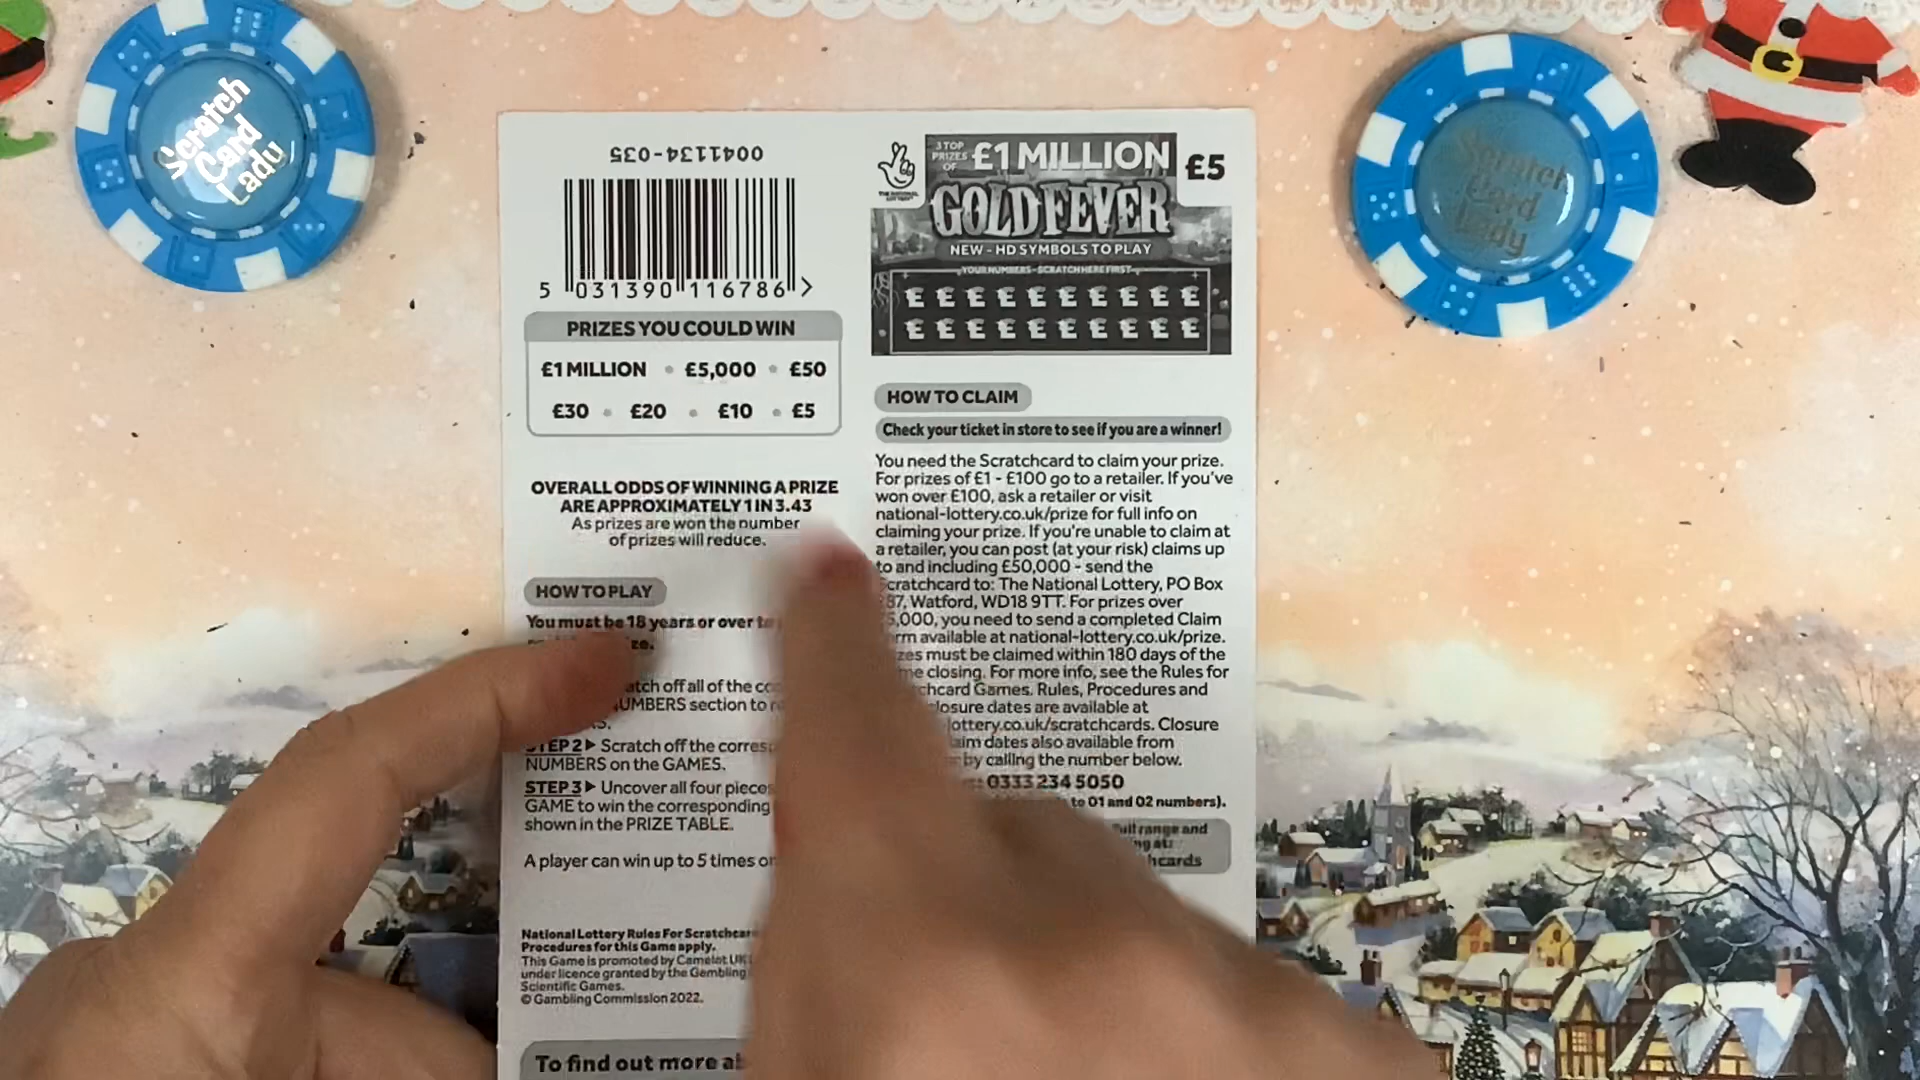 Scratch
Card
Lady
Scratch
Card
Lady
0041134-035
5 031390 116786 >
PRIZES YOU COULD WIN
£1 MILLION • £5,000 • £50
£30 • £20 • £10 • £5
OVERALL ODDS OF WINNING A PRIZE
ARE APPROXIMATELY 1 IN 3.43
As prizes are won the number
of prizes will reduce.
HOW TO PLAY
You must be 18 years or over
atch off all of the
NUMBERS section to
STEP 2 ▶ Scratch off the
NUMBERS on the GAMES.
STEP 3 ▶ Uncover all four
GAME to win the corresponding
shown in the PRIZE TABLE.
A player can win up to 5 times
National Lottery Rules For
Procedures for this Game apply.
This Game is promoted by Camelot UK
under licence granted by the Gambling
Scientific Games.
© Gambling Commission 2022.
To find out more
THE NATIONAL
LOTTERY
3 TOP
PRIZES
OF
£1 MILLION
£5
GOLD FEVER
NEW - HD SYMBOLS TO PLAY
YOUR NUMBERS - SCRATCH HERE FIRST
£ £ £ £ £ £ £ £ £ £
£ £ £ £ £ £ £ £ £ £
HOW TO CLAIM
Check your ticket in store to see if you are a winner!
You need the Scratchcard to claim your prize.
For prizes of £1 - £100 go to a retailer. If you've
won over £100, ask a retailer or visit
national-lottery.co.uk/prize for full info on
claiming your prize. If you're unable to claim at
a retailer, you can post (at your risk) claims up
to and including £50,000 - send the
cratchcard to: The National Lottery, PO Box
87, Watford, WD18 9TT. For prizes over
5,000, you need to send a completed Claim
rm available at national-lottery.co.uk/prize.
zes must be claimed within 180 days of the
me closing. For more info, see the Rules for
chcard Games. Rules, Procedures and
losure dates are available at
lottery.co.uk/scratchcards. Closure
aim dates also available from
by calling the number below.
0333 234 5050
to 01 and 02 numbers).
full range and
ng at:
hcards